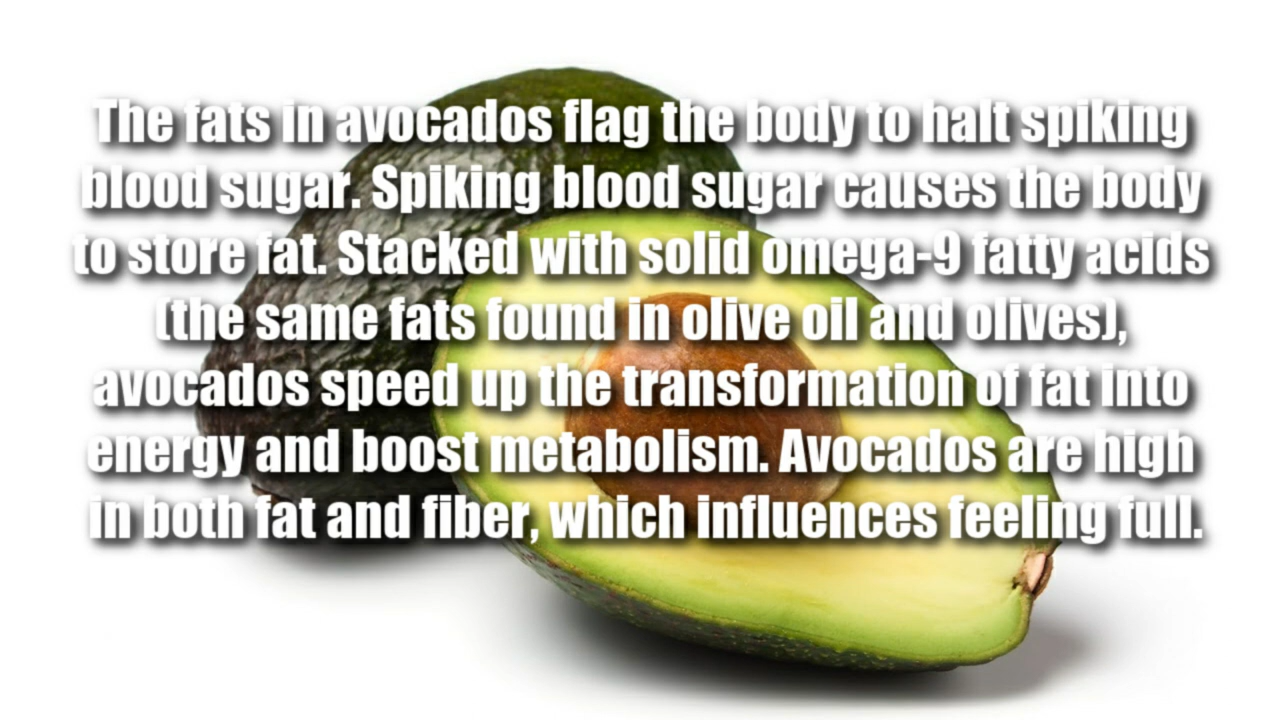 The fats in avocados flag the body to halt spiking
blood sugar. Spiking blood sugar causes the body
to store fat. Stacked with solid omega-9 fatty acids
(the same fats found in olive oil and olives),
avocados speed up the transformation of fat into
energy and boost metabolism. Avocados are high
in both fat and fiber, which influences feeling full.